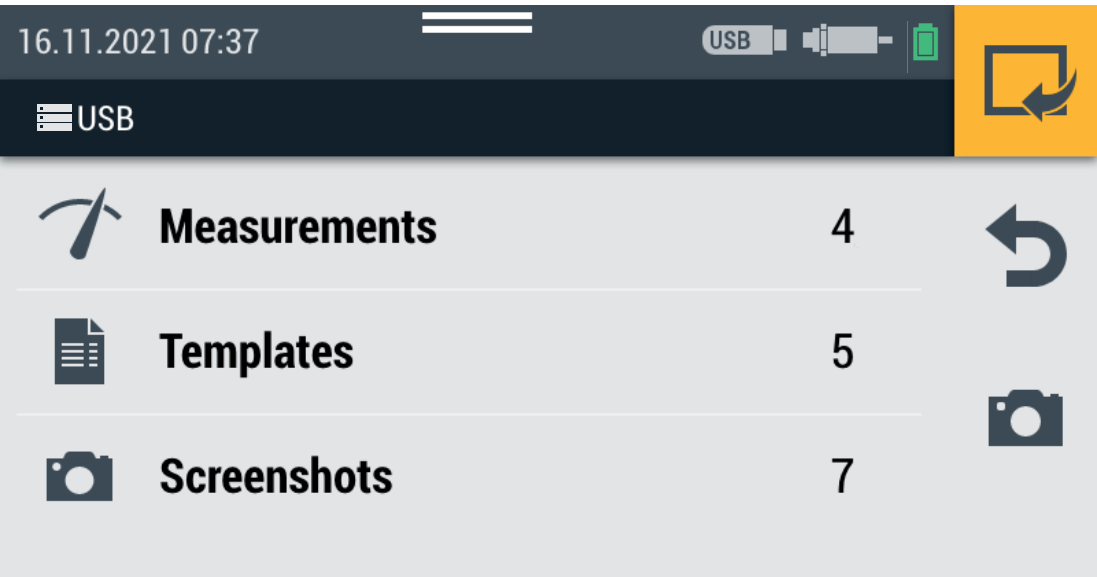 16.11.2021 07:37 USB
USB
Measurements 4
Templates 5
Screenshots 7